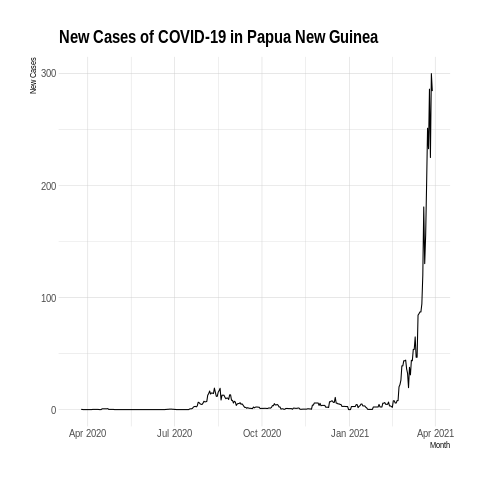 New Cases of COVID-19 in Papua New Guinea
New Cases
300
200
100
0
Apr 2020 Jul 2020 Oct 2020 Jan 2021 Apr 2021
Month